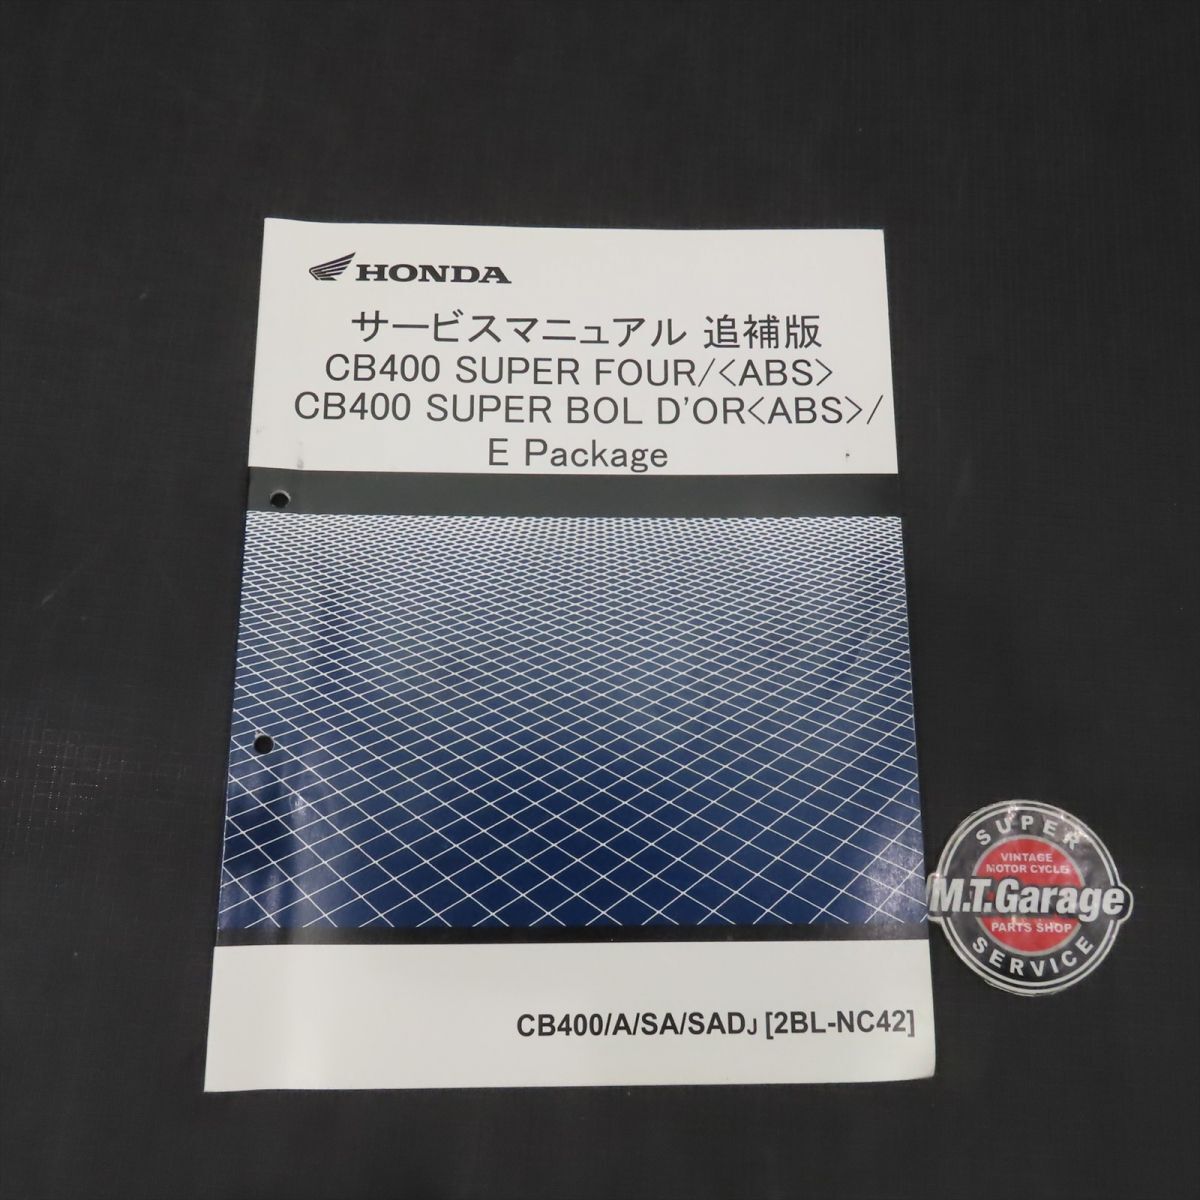 HONDA
サービスマニュアル 追補版
CB400 SUPER FOUR/<ABS>
CB400 SUPER BOL D'OR<ABS>/
E Package
CB400/A/SA/SADJ [2BL-NC42]
SUPER
VINTAGE
MOTOR CYCLE
M.T.Garage
PARTS SHOP
SERVICE